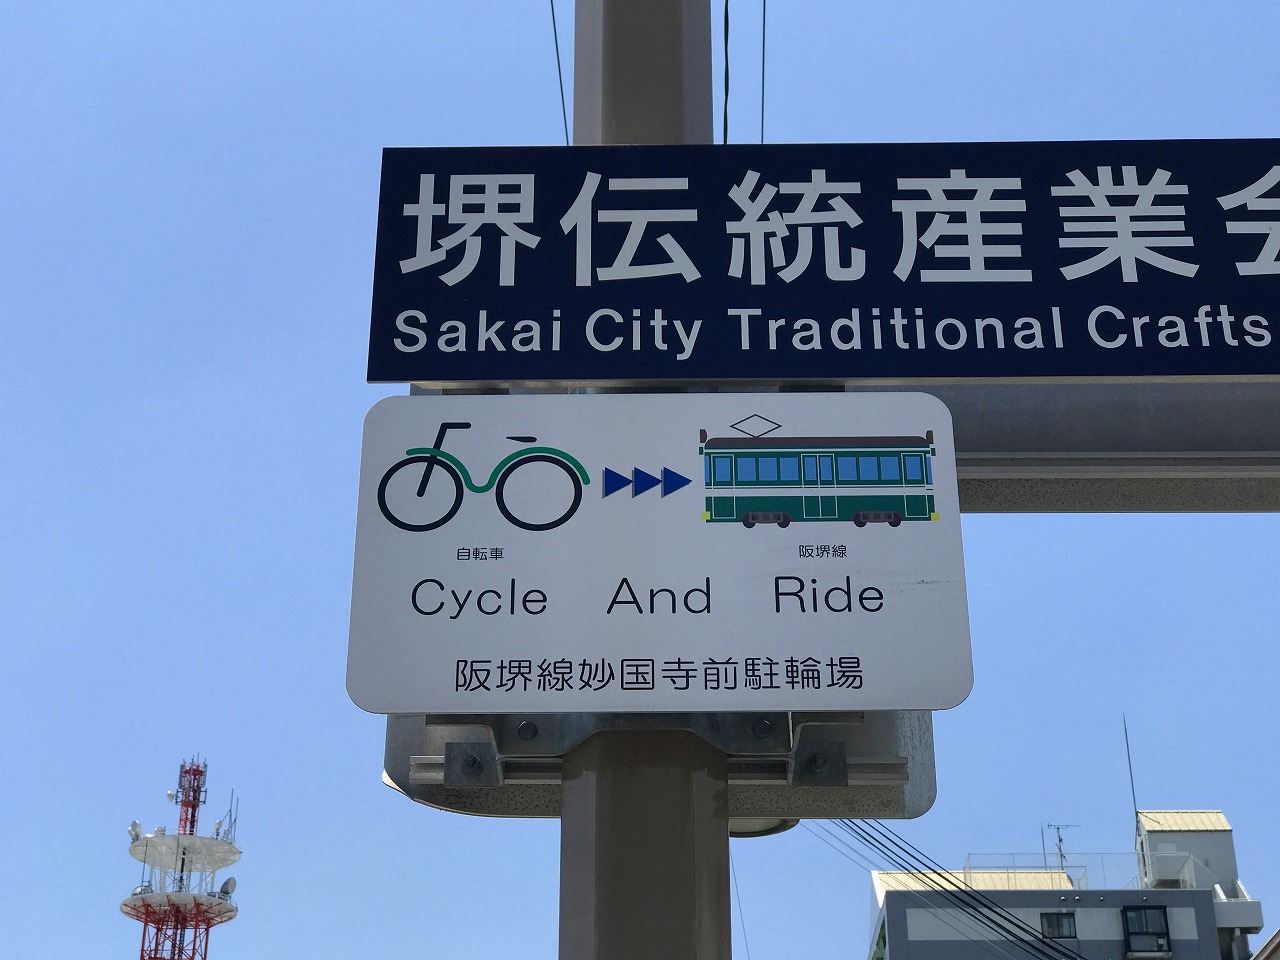 堺伝統産業会
Sakai City Traditional Crafts
自転車
阪堺線
Cycle And Ride
阪堺線妙国寺前駐輪場